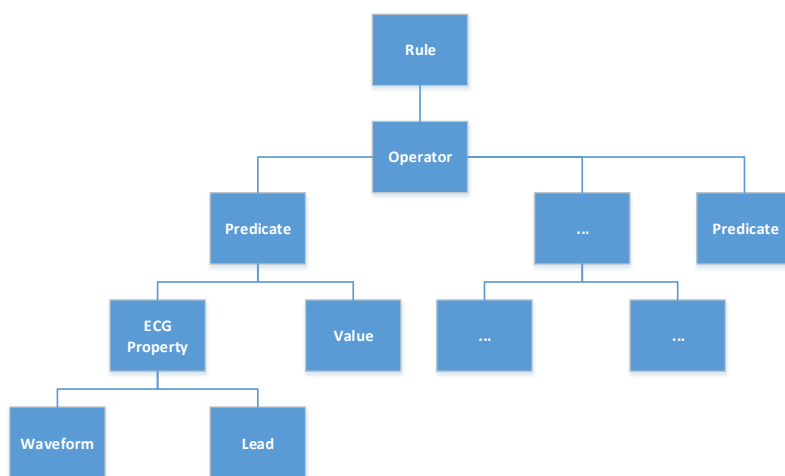 Rule
Operator
Predicate
...
Predicate
ECG
Property
Value
...
...
Waveform
Lead